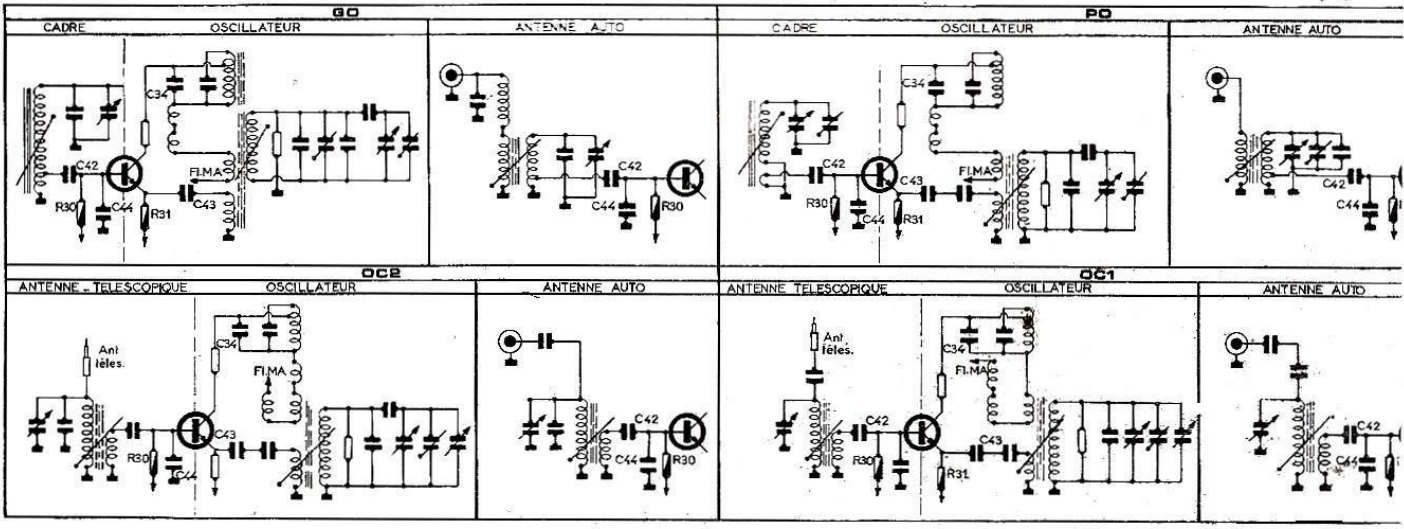 GO
CADRE OSCILLATEUR ANTENNE AUTO
C34
C42
FI.MA
C42
C43
C44
R30
C44
R31
R30
PO
CADRE OSCILLATEUR ANTENNE AUTO
C34
C42
FI.MA
C43
C42
R30
C44
R31
C44
OC2
ANTENNE - TELESCOPIQUE OSCILLATEUR ANTENNE AUTO
C34
Ant
téles.
FI.MA
C42
C43
C42
R30
C44
C44
R30
OC1
ANTENNE TELESCOPIQUE OSCILLATEUR ANTENNE AUTO
Ant
téles.
C34
FI.MA
C42
C43
C42
R30
R31
C44